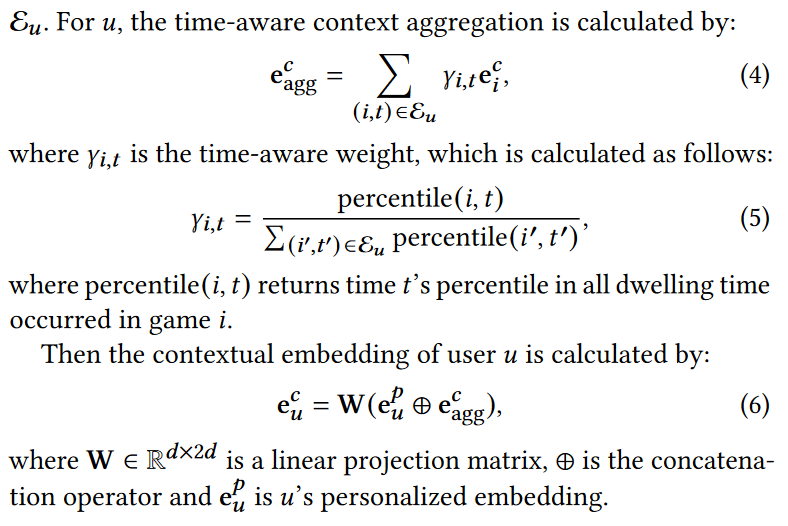 ℰ𝑢. For u, the time-aware context aggregation is calculated by:
e^c_agg = ∑_{(i,t)∈ℰ_u} γ_{i,t} e^c_i, (4)
where γ_{i,t} is the time-aware weight, which is calculated as follows:
γ_{i,t} = percentile(i, t) / ∑_{(i′,t′)∈ℰ_u} percentile(i′, t′), (5)
where percentile(i, t) returns time t's percentile in all dwelling time
occurred in game i.
Then the contextual embedding of user u is calculated by:
e^c_u = W(e^p_u ⊕ e^c_agg), (6)
where W ∈ ℝ^{d×2d} is a linear projection matrix, ⊕ is the concatena-
tion operator and e^p_u is u's personalized embedding.